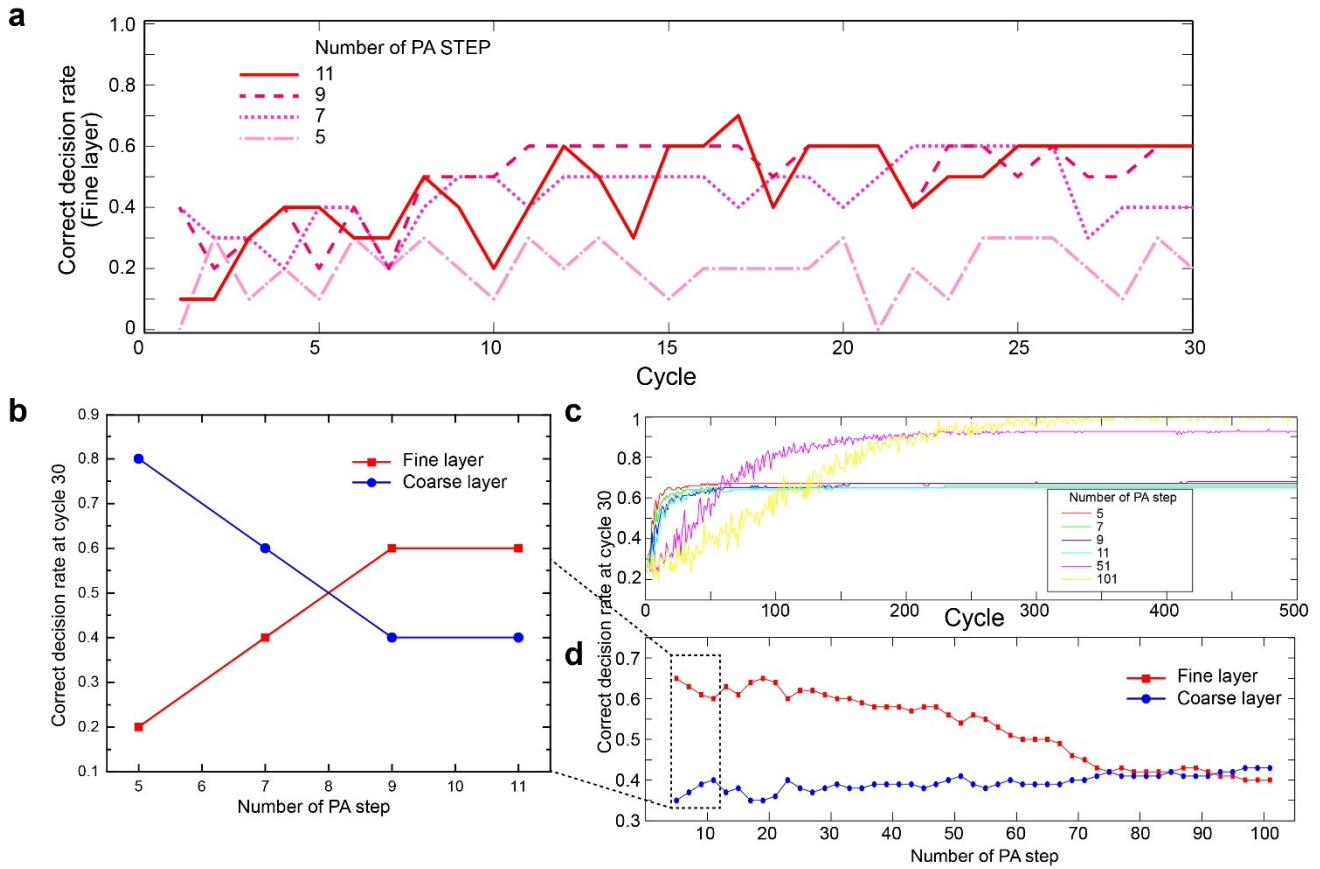 a
Correct decision rate
(Fine layer)
1.0
0.8
0.6
0.4
0.2
0
Number of PA STEP
11
9
7
5
0 5 10 15 20 25 30
Cycle
b
Correct decision rate at cycle 30
0.9
0.8
0.7
0.6
0.5
0.4
0.3
0.2
0.1
Fine layer
Coarse layer
5 6 7 8 9 10 11
Number of PA step
c
Correct decision rate at cycle 30
1
0.8
0.6
0.4
0.2
Number of PA step
5
7
9
11
51
101
0 100 200 300 400 500
Cycle
d
0.7
0.6
0.5
0.4
0.3
Fine layer
Coarse layer
10 20 30 40 50 60 70 80 90 100
Number of PA step